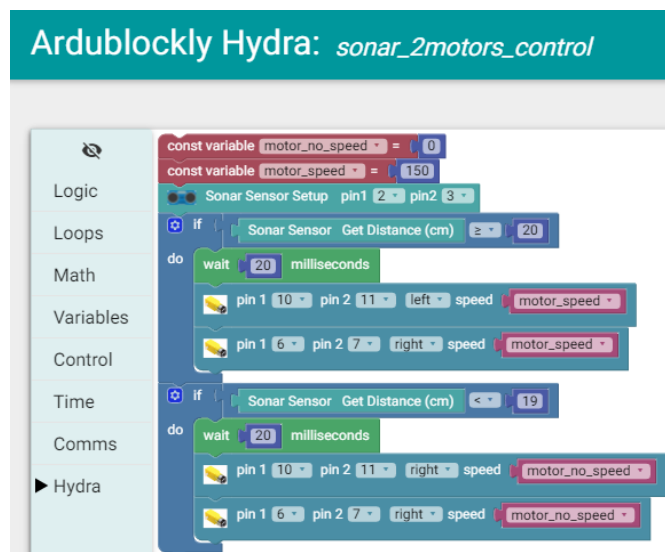 Ardublockly Hydra: sonar_2motors_control
Logic
Loops
Math
Variables
Control
Time
Comms
Hydra
const variable motor_no_speed = 0
const variable motor_speed = 150
Sonar Sensor Setup pin1 2 pin2 3
if Sonar Sensor Get Distance (cm) ≥ 20
do wait 20 milliseconds
pin 1 10 pin 2 11 left speed motor_speed
pin 1 6 pin 2 7 right speed motor_speed
if Sonar Sensor Get Distance (cm) < 19
do wait 20 milliseconds
pin 1 10 pin 2 11 right speed motor_no_speed
pin 1 6 pin 2 7 right speed motor_no_speed